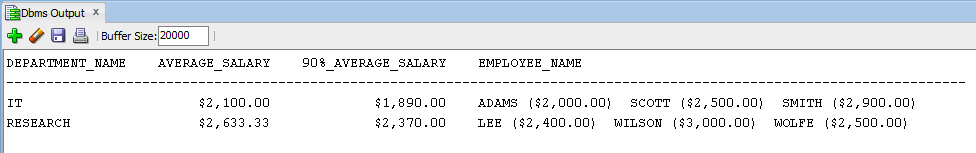 Dbms Output x
Buffer Size: 20000
DEPARTMENT_NAME AVERAGE_SALARY 90%_AVERAGE_SALARY EMPLOYEE_NAME
--------------------------------------------------------------------------------------------------------------------------------
IT $2,100.00 $1,890.00 ADAMS ($2,000.00) SCOTT ($2,500.00) SMITH ($2,900.00)
RESEARCH $2,633.33 $2,370.00 LEE ($2,400.00) WILSON ($3,000.00) WOLFE ($2,500.00)